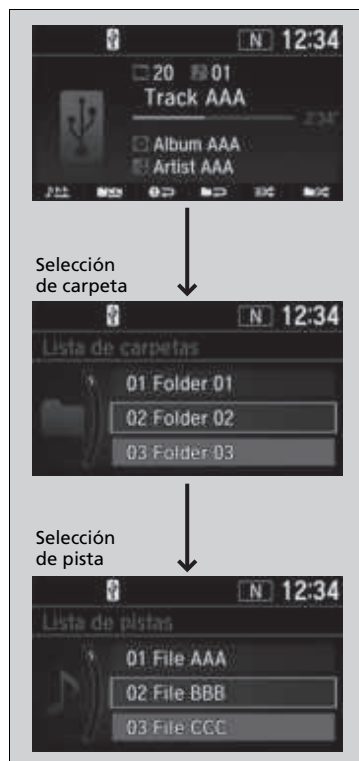 N 12:34
20 01
Track AAA
2'34"
Album AAA
Artist AAA
Selección
de carpeta
N 12:34
Lista de carpetas
01 Folder 01
02 Folder 02
03 Folder 03
Selección
de pista
N 12:34
Lista de pistas
01 File AAA
02 File BBB
03 File CCC